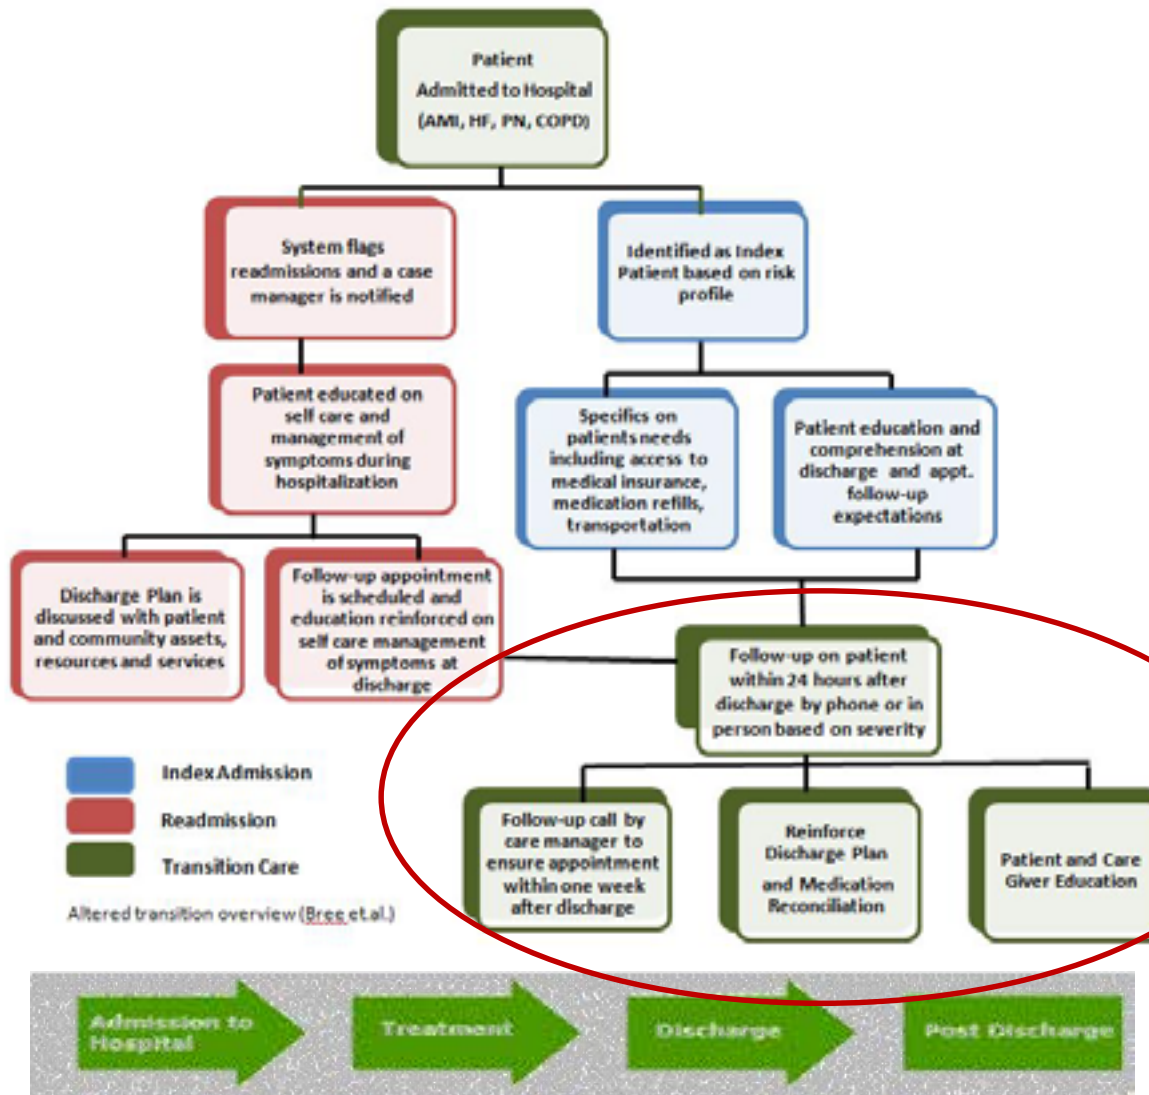 Patient
Admitted to Hospital
(AMI, HF, PN, COPD)
System flags
readmissions and a case
manager is notified
Identified as Index
Patient based on risk
profile
Patient educated on
self care and
management of
symptoms during
hospitalization
Specifics on
patients needs
including access to
medical insurance,
medication refills,
transportation
Patient education and
comprehension at
discharge and appt.
follow-up
expectations
Discharge Plan is
discussed with patient
and community assets,
resources and services
Follow-up appointment
is scheduled and
education reinforced on
self care management
of symptoms at
discharge
Follow-up on patient
within 24 hours after
discharge by phone or in
person based on severity
Index Admission
Readmission
Transition Care
Altered transition overview (Bree et.al.)
Follow-up call by
care manager to
ensure appointment
within one week
after discharge
Reinforce
Discharge Plan
and Medication
Reconciliation
Patient and Care
Giver Education
Admission to
Hospital
Treatment
Discharge
Post Discharge